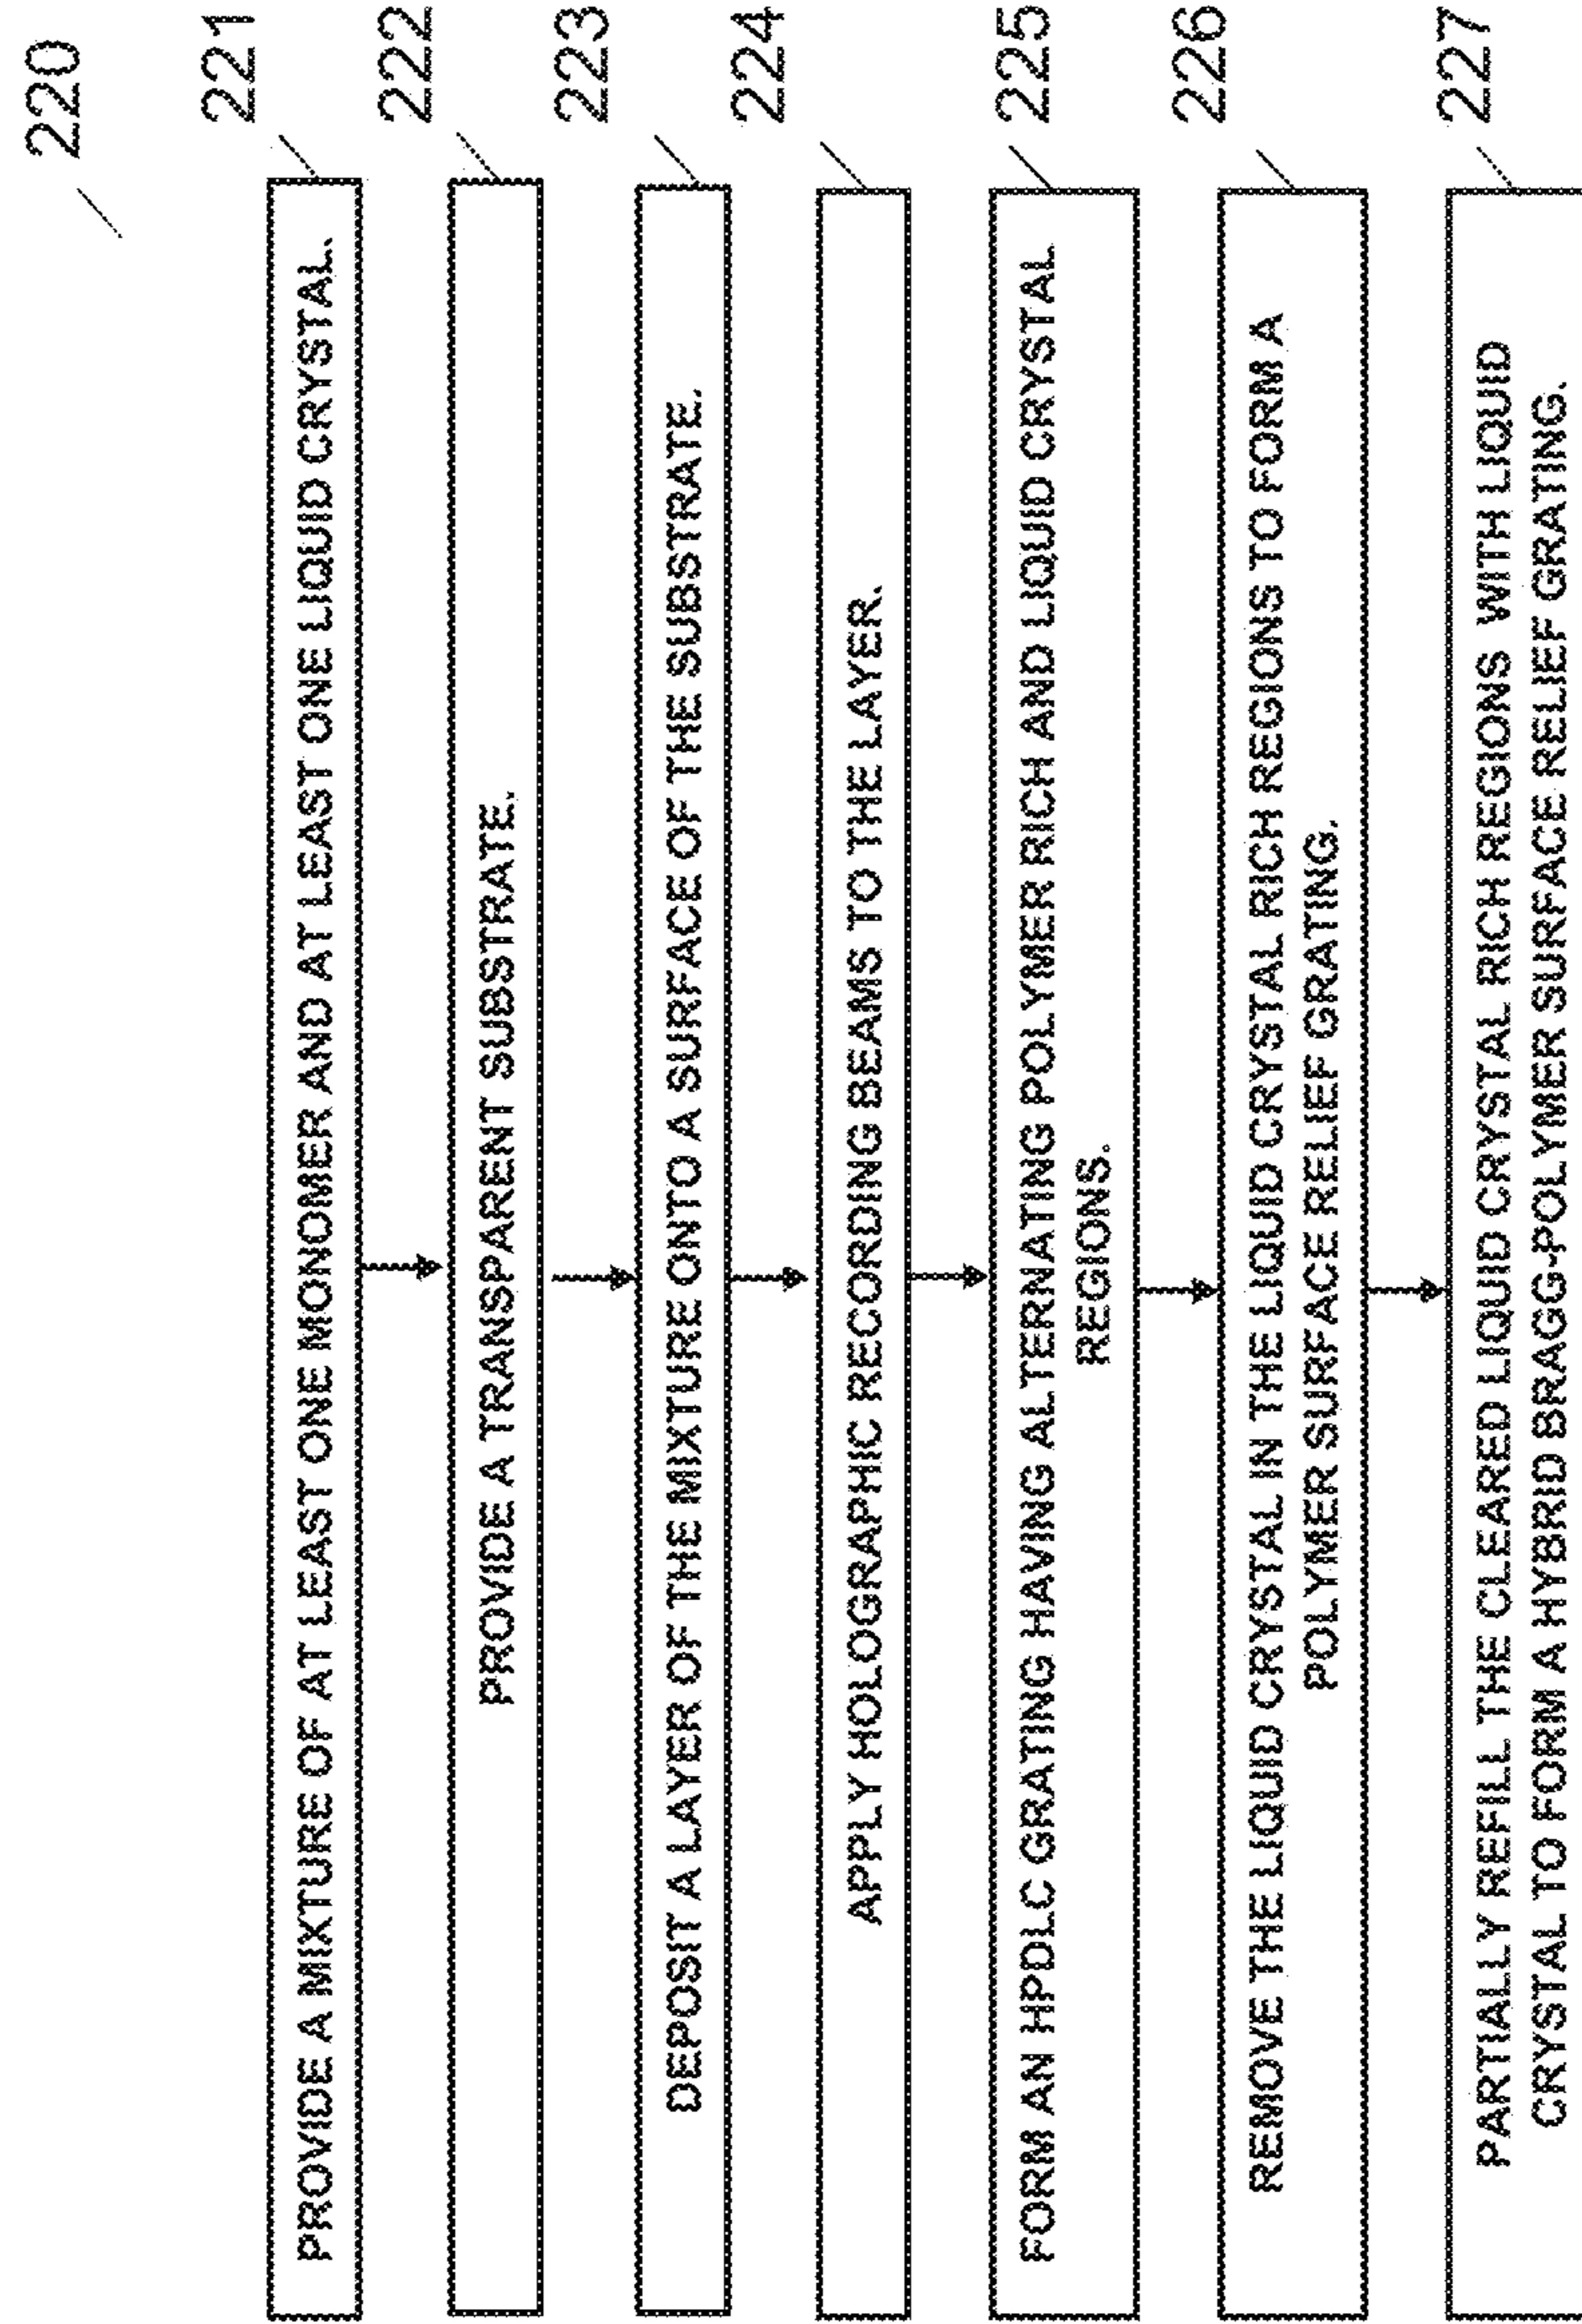 220
221
PROVIDE A MIXTURE OF AT LEAST ONE MONOMER AND AT LEAST ONE LIQUID CRYSTAL.
222
PROVIDE A TRANSPARENT SUBSTRATE.
223
DEPOSIT A LAYER OF THE MIXTURE ONTO A SURFACE OF THE SUBSTRATE.
224
APPLY HOLOGRAPHIC RECORDING BEAMS TO THE LAYER.
225
FORM AN HPDLC GRATING HAVING ALTERNATING POLYMER RICH AND LIQUID CRYSTAL
REGIONS.
226
REMOVE THE LIQUID CRYSTAL IN THE LIQUID CRYSTAL RICH REGIONS TO FORM A
POLYMER SURFACE RELIEF GRATING.
227
PARTIALLY REFILL THE CLEARED LIQUID CRYSTAL RICH REGIONS WITH LIQUID
CRYSTAL TO FORM A HYBRID BRAGG-POLYMER SURFACE RELIEF GRATING.